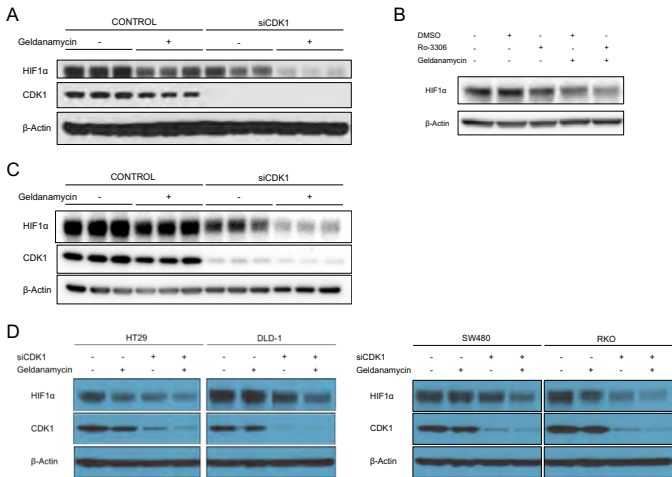 A
CONTROL siCDK1
Geldanamycin - + - +
HIF1α
CDK1
β-Actin
B
DMSO - + - + -
Ro-3306 - - + - +
Geldanamycin - - - + +
HIF1α
β-Actin
C
CONTROL siCDK1
Geldanamycin - + - +
HIF1α
CDK1
β-Actin
D
HT29 DLD-1
siCDK1 - - + + - - + +
Geldanamycin - + - + - + - +
HIF1α
CDK1
β-Actin
SW480 RKO
siCDK1 - - + + - - + +
Geldanamycin - + - + - + - +
HIF1α
CDK1
β-Actin